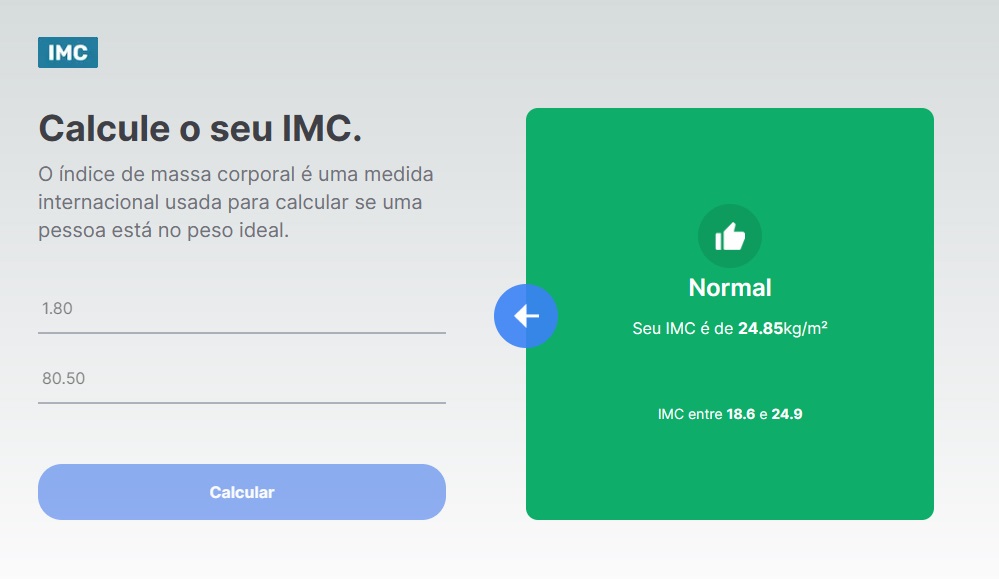 IMC
Calcule o seu IMC.
O índice de massa corporal é uma medida
internacional usada para calcular se uma
pessoa está no peso ideal.
1.80
80.50
Calcular
Normal
Seu IMC é de 24.85kg/m²
IMC entre 18.6 e 24.9